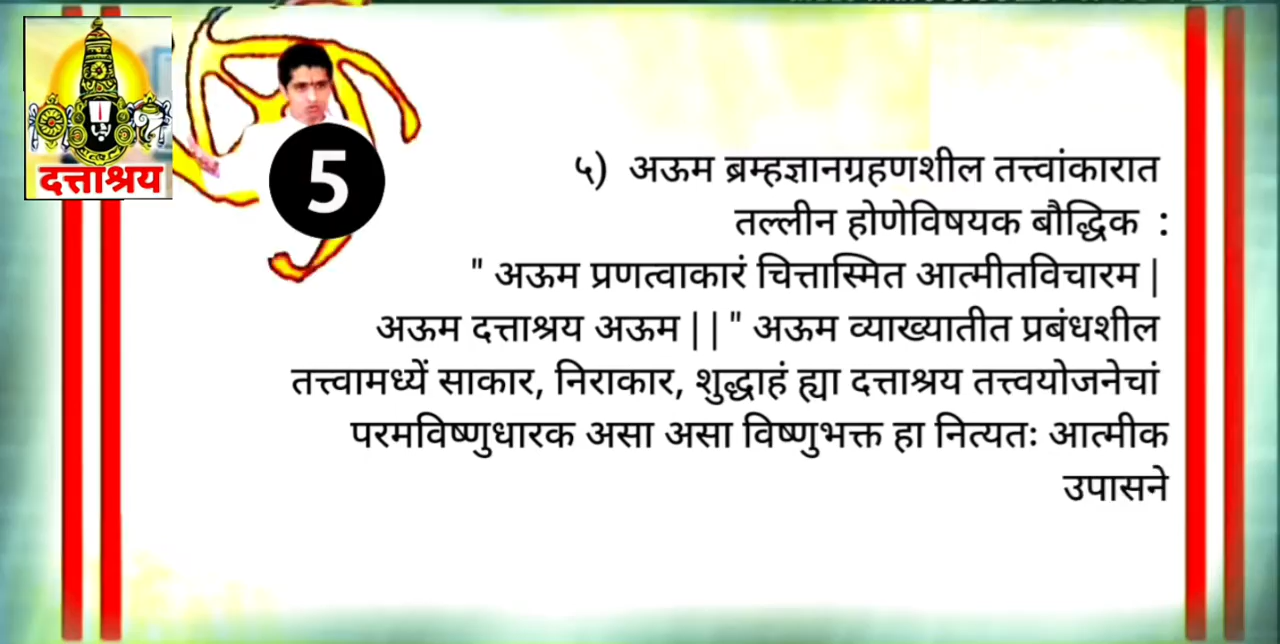 दत्ताश्रय
5
५) अऊम ब्रम्हज्ञानग्रहणशील तत्त्वांकारात
तल्लीन होणेविषयक बौद्धिक :
" अऊम प्रणत्वाकारं चित्तास्मित आत्मीतविचारम |
अऊम दत्ताश्रय अऊम | | " अऊम व्याख्यातीत प्रबंधशील
तत्त्वामध्यें साकार, निराकार, शुद्धाहं ह्या दत्ताश्रय तत्त्वयोजनेचां
परमविष्णुधारक असा असा विष्णुभक्त हा नित्यतः आत्मीक
उपासने